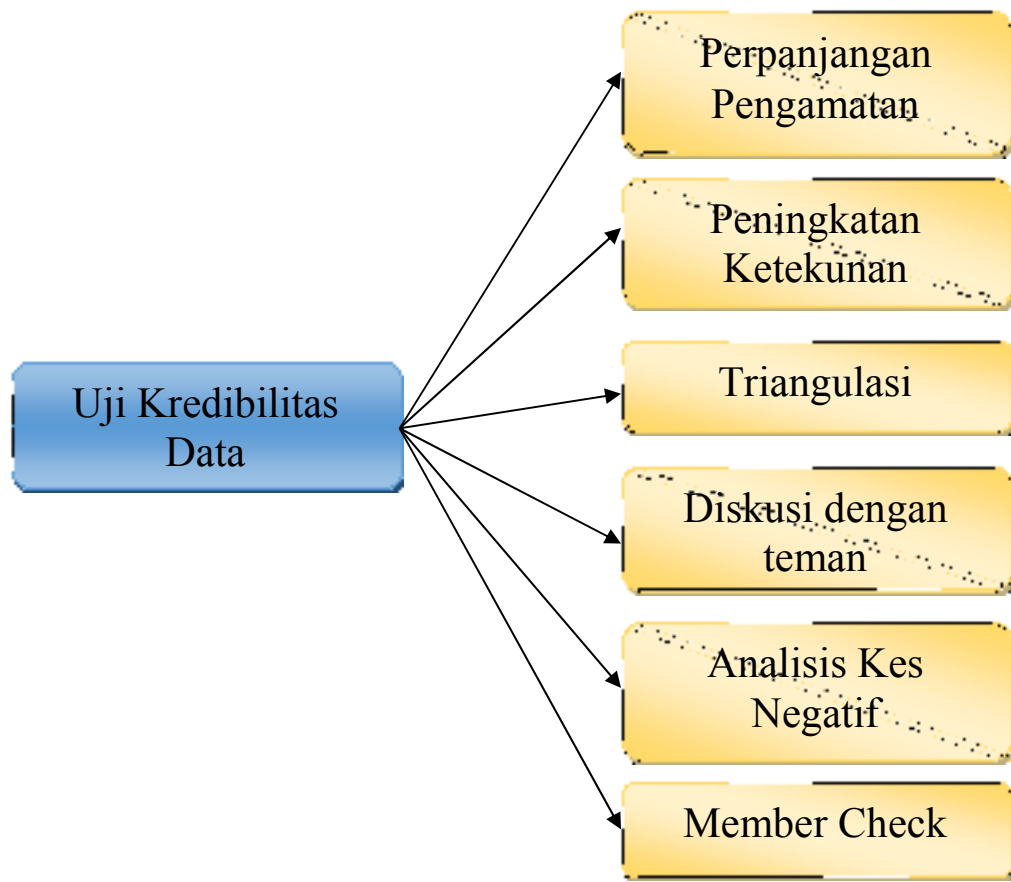 Perpanjangan
Pengamatan
Peningkatan
Ketekunan
Uji Kredibilitas
Data
Triangulasi
Diskusi dengan
teman
Analisis Kes
Negatif
Member Check